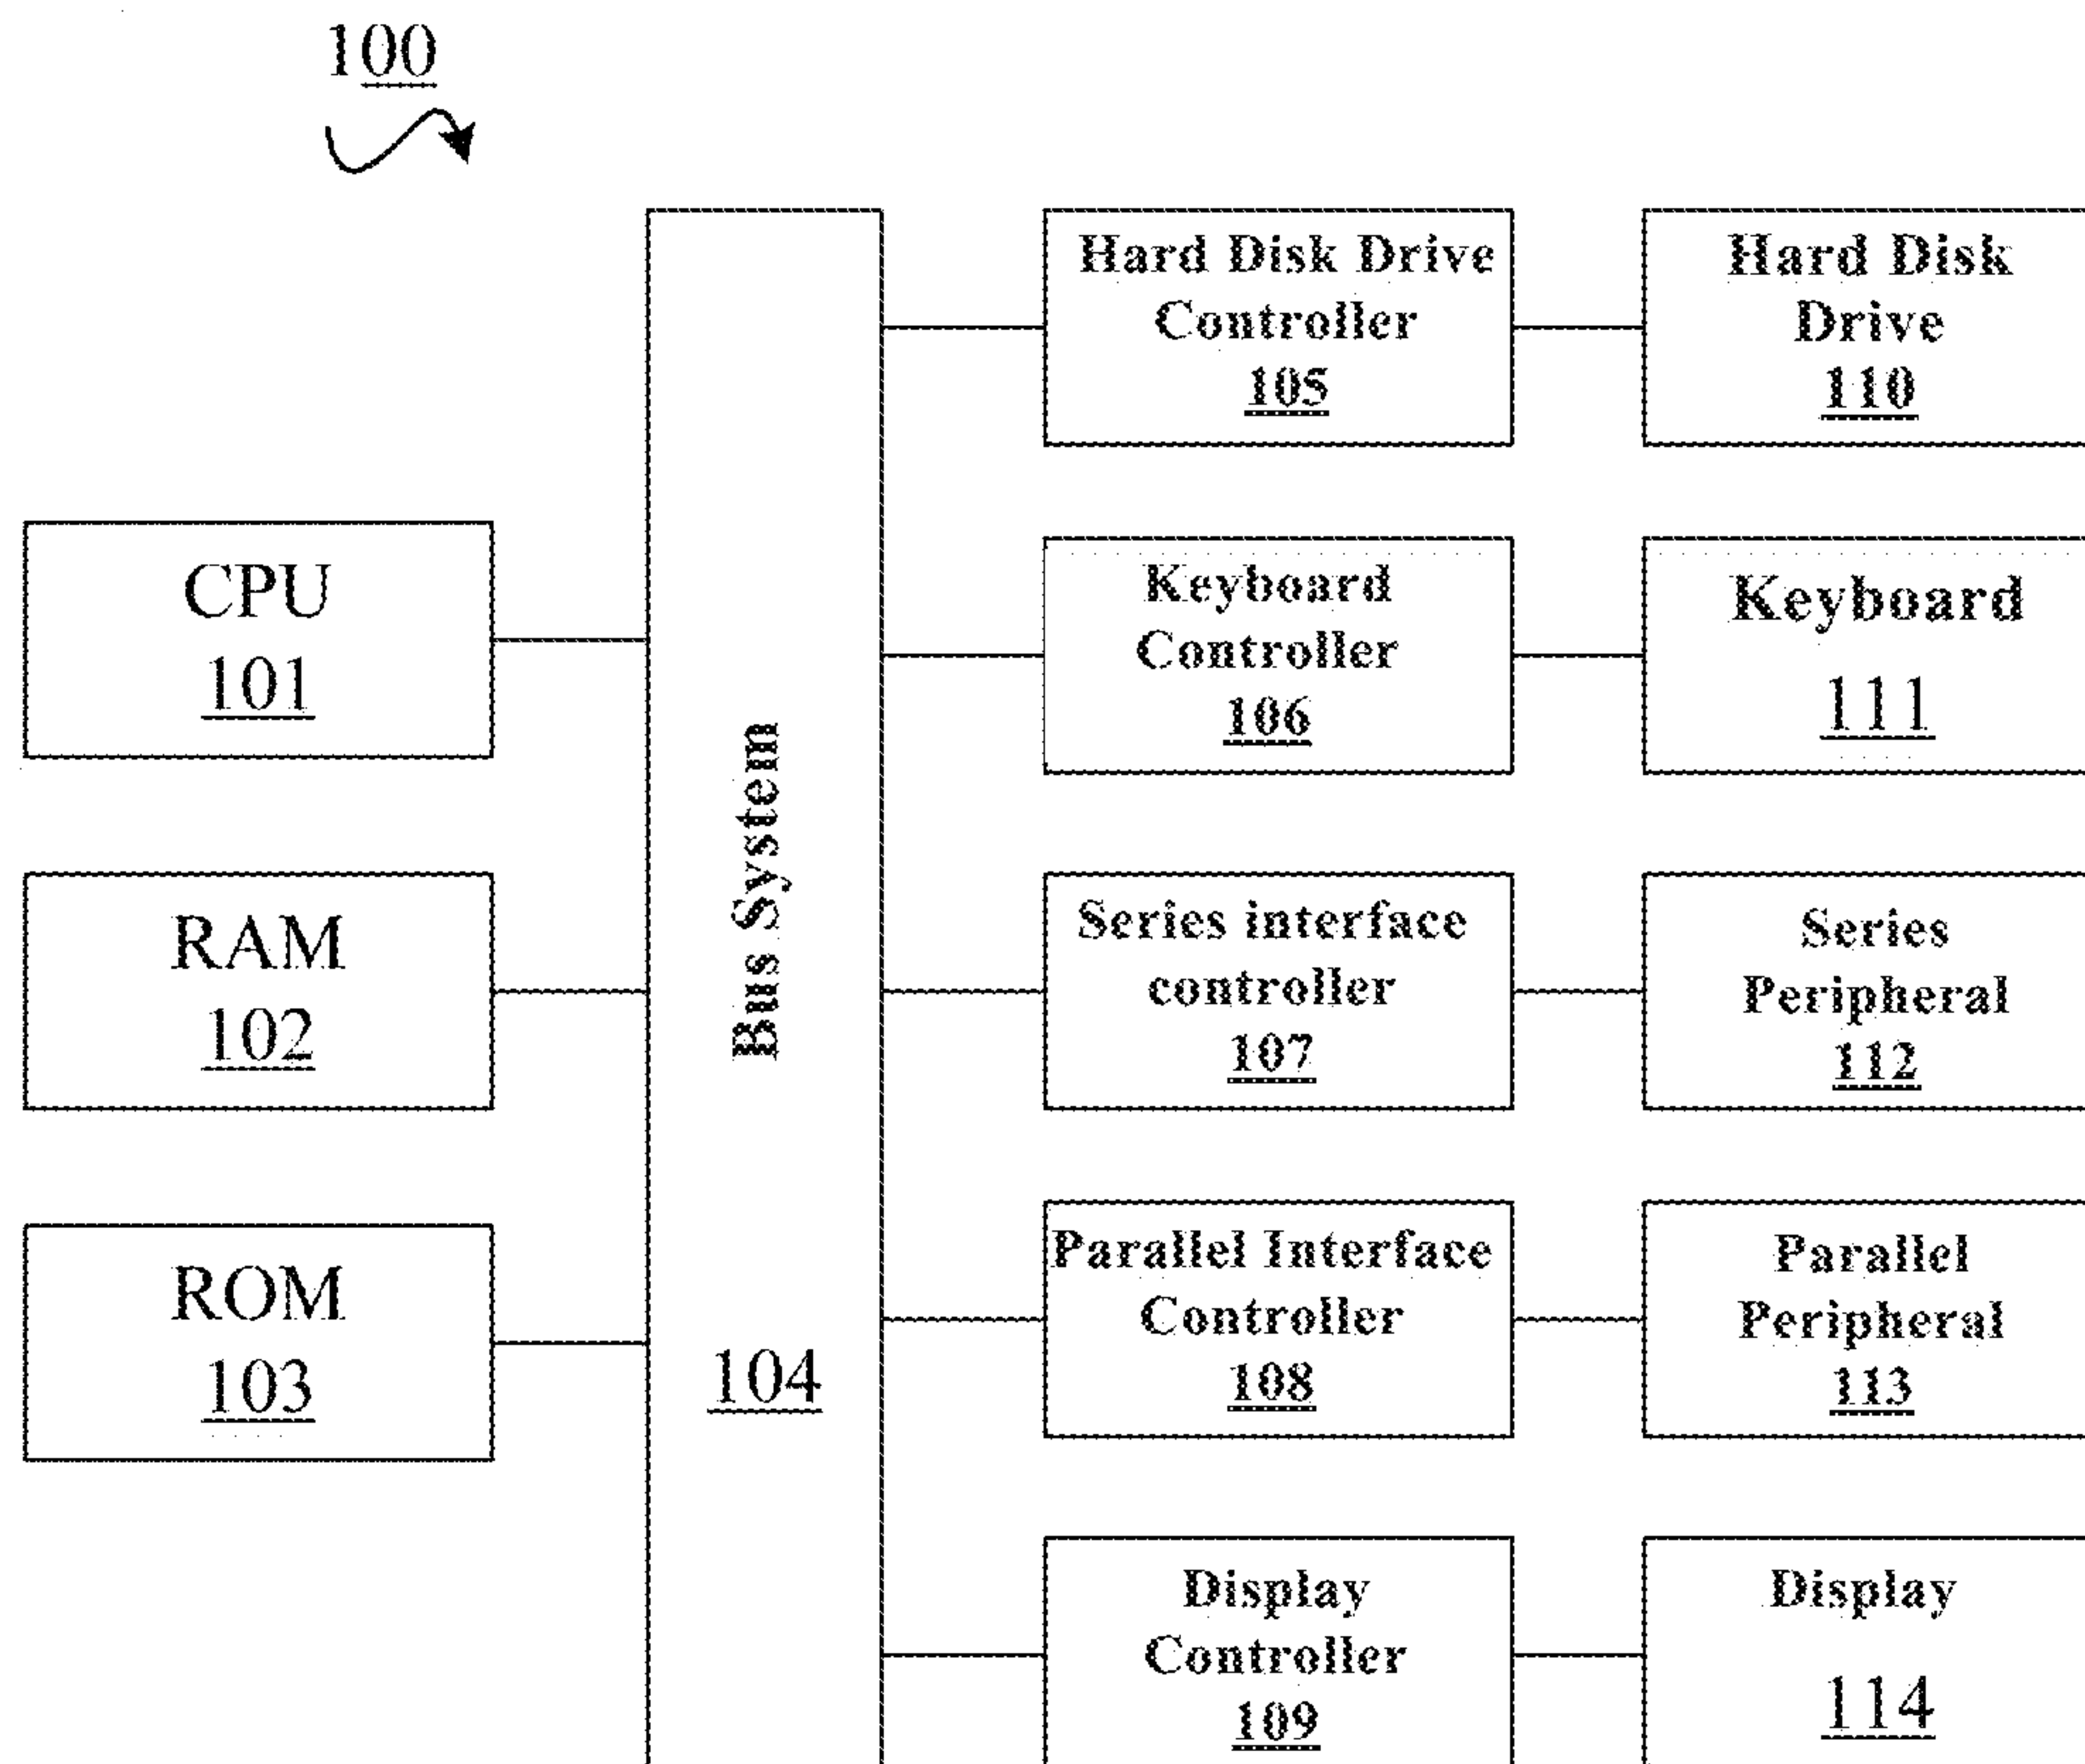 100
CPU
101
RAM
102
ROM
103
Bus System
104
Hard Disk Drive
Controller
105
Hard Disk
Drive
110
Keyboard
Controller
106
Keyboard
111
Series interface
controller
107
Series
Peripheral
112
Parallel Interface
Controller
108
Parallel
Peripheral
113
Display
Controller
109
Display
114